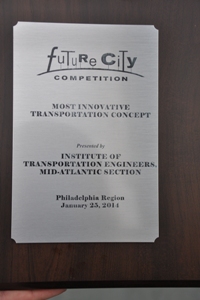 FUTURE CITY
COMPETITION
MOST INNOVATIVE
TRANSPORTATION CONCEPT
Presented by
INSTITUTE OF
TRANSPORTATION ENGINEERS,
MID-ATLANTIC SECTION
Philadelphia Region
January 25, 2014